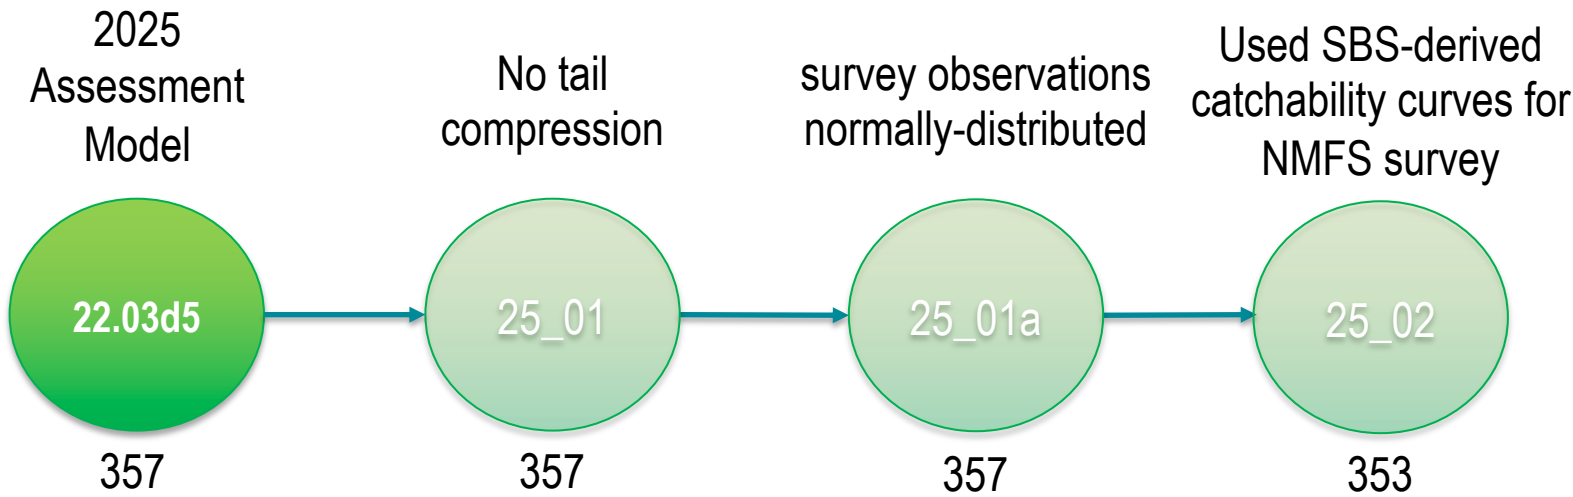 2025
Assessment
Model
No tail
compression
survey observations
normally-distributed
Used SBS-derived
catchability curves for
NMFS survey
22.03d5
25_01
25_01a
25_02
357
357
357
353